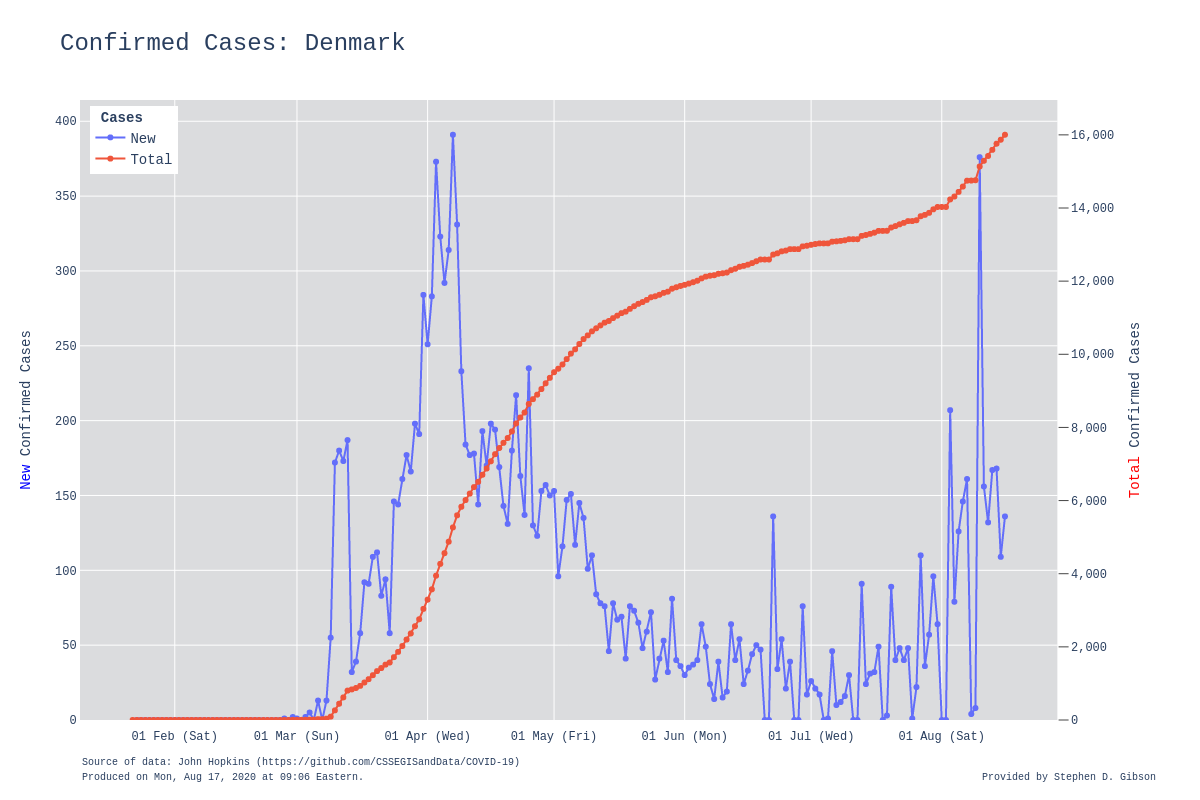 Confirmed Cases: Denmark
Cases
New
Total
400
350
300
250
200
150
100
50
0
16,000
14,000
12,000
10,000
8,000
6,000
4,000
2,000
0
New Confirmed Cases
Total Confirmed Cases
01 Feb (Sat)
01 Mar (Sun)
01 Apr (Wed)
01 May (Fri)
01 Jun (Mon)
01 Jul (Wed)
01 Aug (Sat)
Source of data: John Hopkins (https://github.com/CSSEGISandData/COVID-19)
Produced on Mon, Aug 17, 2020 at 09:06 Eastern.
Provided by Stephen D. Gibson